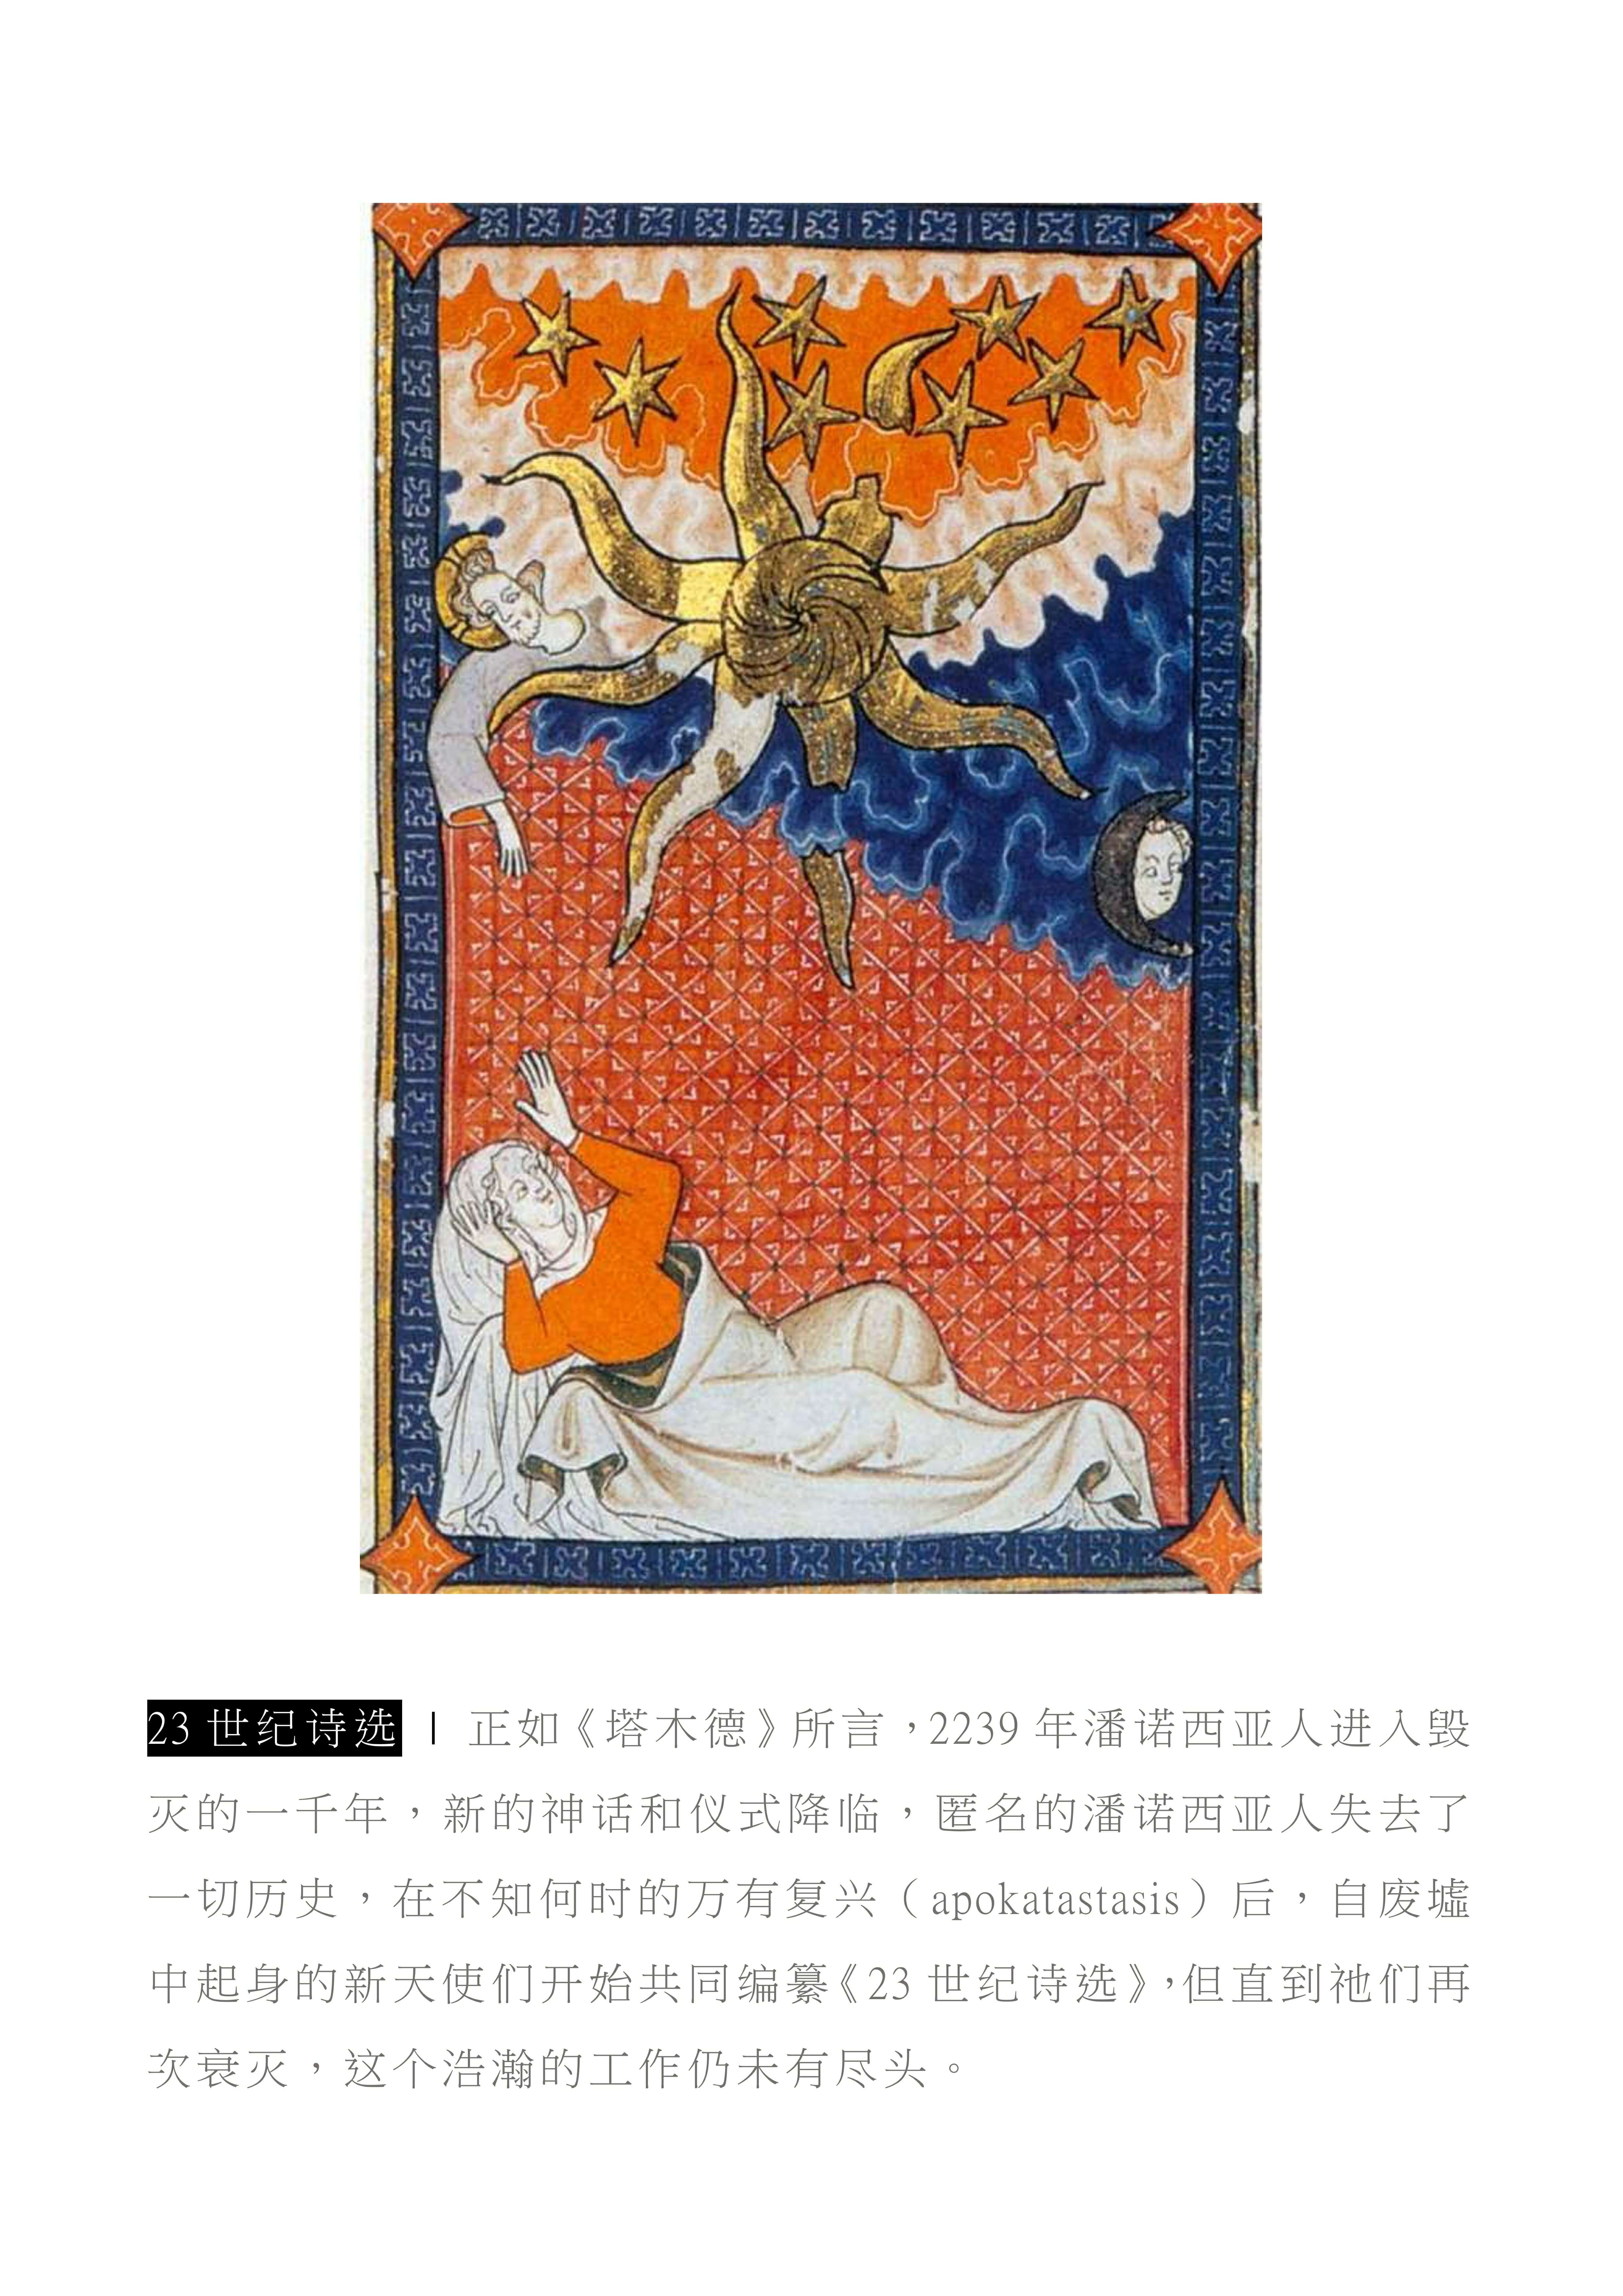 23 世纪诗选 | 正如《塔木德》所言，2239 年潘诺西亚人进入毁
灭的一千年，新的神话和仪式降临，匿名的潘诺西亚人失去了
一切历史，在不知何时的万有复兴（apokatastasis）后，自废墟
中起身的新天使们开始共同编纂《23 世纪诗选》，但直到祂们再
次衰灭，这个浩瀚的工作仍未有尽头。